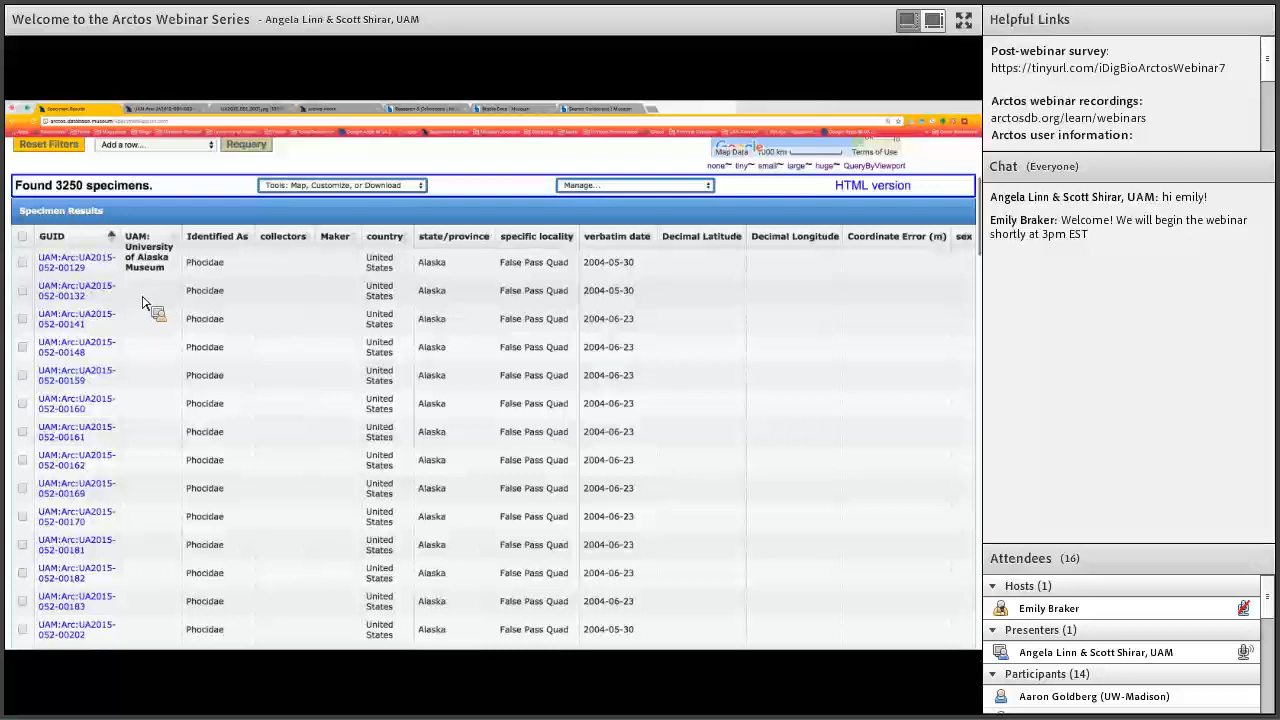 Welcome to the Arctos Webinar Series - Angela Linn & Scott Shirar, UAM
Reset Filters
Add a row...
Requery
Google
Map Data
1000 km
Terms of Use
none~ tiny~ small~ large~ huge~ QueryByViewport
Found 3250 specimens.
Tools: Map, Customize, or Download
Manage...
HTML version
Specimen Results
GUID
UAM:
University
of Alaska
Museum
Identified As
collectors
Maker
country
state/province
specific locality
verbatim date
Decimal Latitude
Decimal Longitude
Coordinate Error (m)
sex
UAM:Arc:UA2015-
052-00129
Phocidae
United
States
Alaska
False Pass Quad
2004-05-30
UAM:Arc:UA2015-
052-00132
Phocidae
United
States
Alaska
False Pass Quad
2004-05-30
UAM:Arc:UA2015-
052-00141
Phocidae
United
States
Alaska
False Pass Quad
2004-06-23
UAM:Arc:UA2015-
052-00148
Phocidae
United
States
Alaska
False Pass Quad
2004-06-23
UAM:Arc:UA2015-
052-00159
Phocidae
United
States
Alaska
False Pass Quad
2004-06-23
UAM:Arc:UA2015-
052-00160
Phocidae
United
States
Alaska
False Pass Quad
2004-06-23
UAM:Arc:UA2015-
052-00161
Phocidae
United
States
Alaska
False Pass Quad
2004-06-23
UAM:Arc:UA2015-
052-00162
Phocidae
United
States
Alaska
False Pass Quad
2004-06-23
UAM:Arc:UA2015-
052-00169
Phocidae
United
States
Alaska
False Pass Quad
2004-06-23
UAM:Arc:UA2015-
052-00170
Phocidae
United
States
Alaska
False Pass Quad
2004-06-23
UAM:Arc:UA2015-
052-00181
Phocidae
United
States
Alaska
False Pass Quad
2004-06-23
UAM:Arc:UA2015-
052-00182
Phocidae
United
States
Alaska
False Pass Quad
2004-06-23
UAM:Arc:UA2015-
052-00183
Phocidae
United
States
Alaska
False Pass Quad
2004-06-23
UAM:Arc:UA2015-
052-00202
Phocidae
United
States
Alaska
False Pass Quad
2004-05-30
Helpful Links
Post-webinar survey:
https://tinyurl.com/iDigBioArctosWebinar7
Arctos webinar recordings:
arctosdb.org/learn/webinars
Arctos user information:
Chat (Everyone)
Angela Linn & Scott Shirar, UAM: hi emily!
Emily Braker: Welcome! We will begin the webinar
shortly at 3pm EST
Attendees (16)
Hosts (1)
Emily Braker
Presenters (1)
Angela Linn & Scott Shirar, UAM
Participants (14)
Aaron Goldberg (UW-Madison)